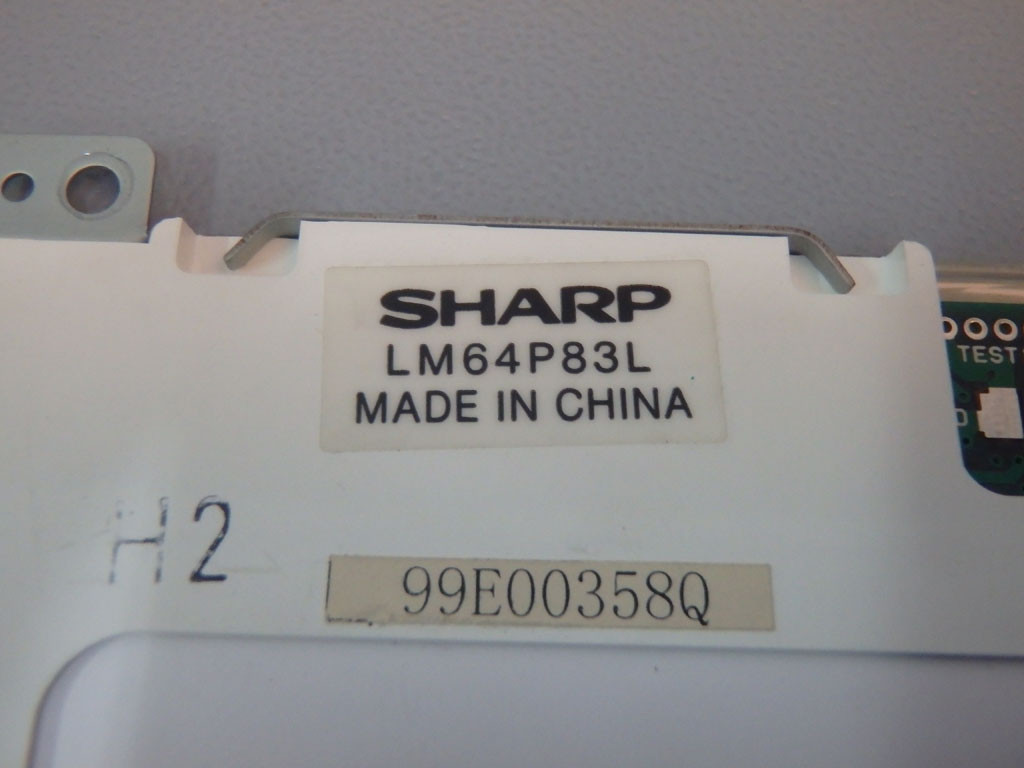 SHARP
LM64P83L
MADE IN CHINA
TEST
H2
99E00358Q